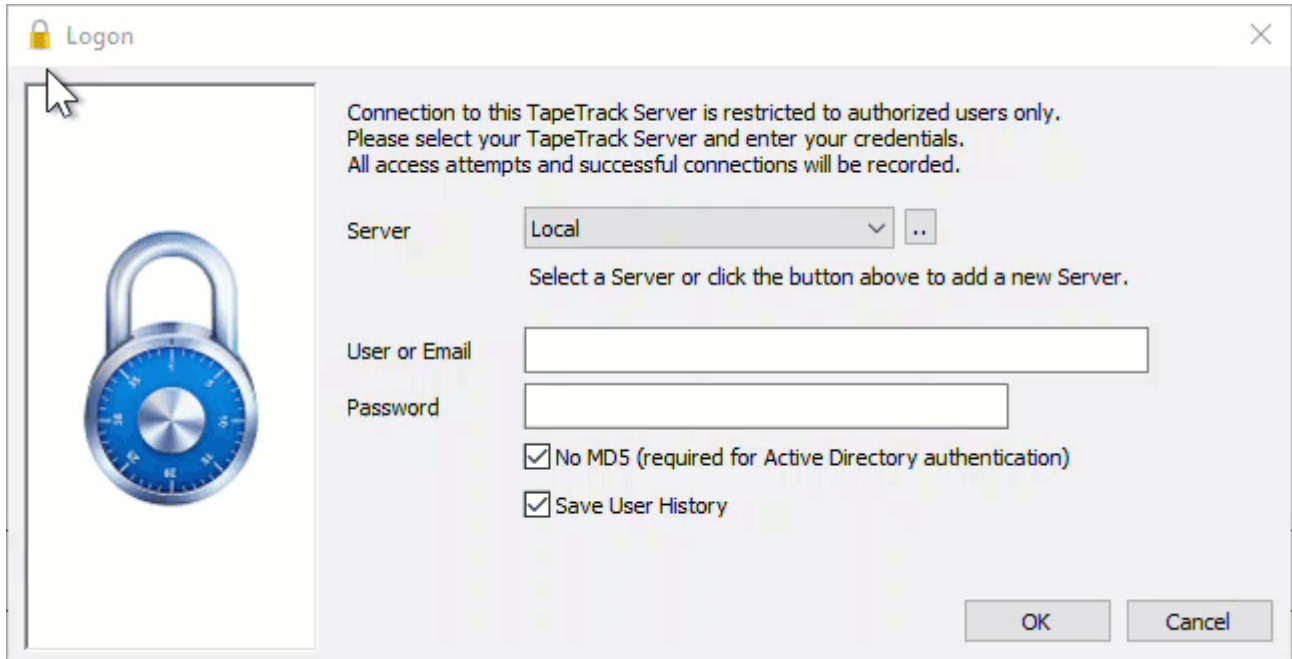 Logon
Connection to this TapeTrack Server is restricted to authorized users only.
Please select your TapeTrack Server and enter your credentials.
All access attempts and successful connections will be recorded.
Server
Local
..
Select a Server or click the button above to add a new Server.
User or Email
Password
No MD5 (required for Active Directory authentication)
Save User History
OK
Cancel